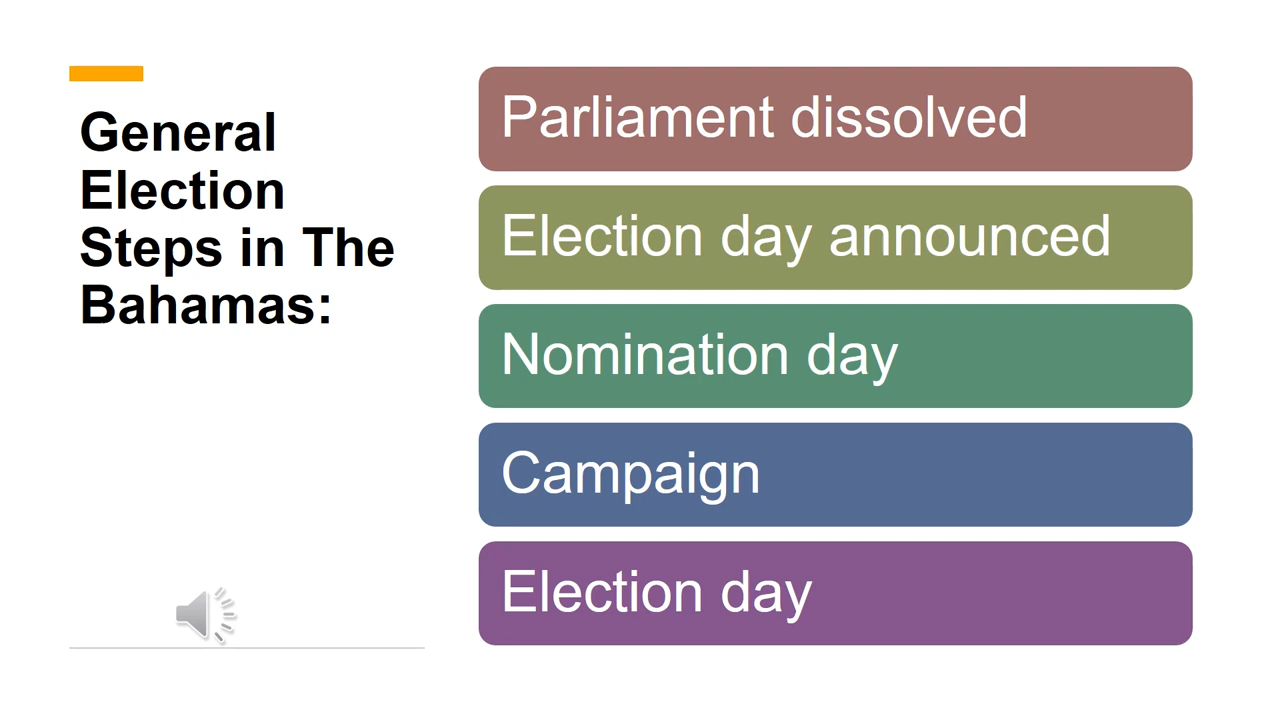 General
Election
Steps in The
Bahamas:
Parliament dissolved
Election day announced
Nomination day
Campaign
Election day